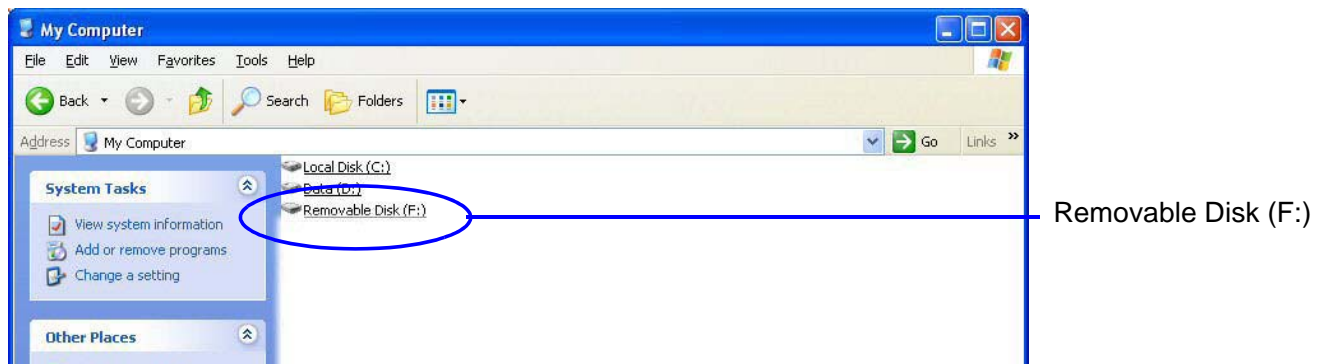 My Computer
File Edit View Favorites Tools Help
Back Search Folders
Address My Computer Go Links »
Local Disk (C:)
System Tasks
Data (D:)
Removable Disk (F:)
Removable Disk (F:)
View system information
Add or remove programs
Change a setting
Other Places